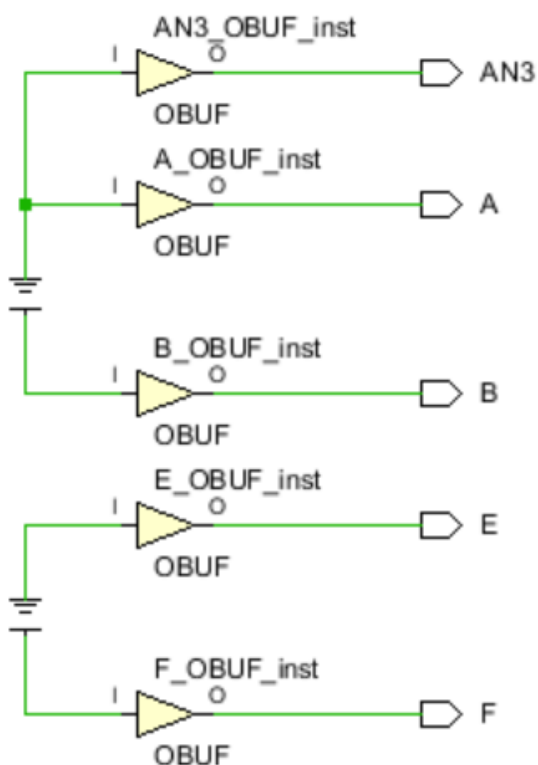 AN3_OBUF_inst
I O
AN3
OBUF
A_OBUF_inst
I O
A
OBUF
B_OBUF_inst
I O
B
OBUF
E_OBUF_inst
I O
E
OBUF
F_OBUF_inst
I O
F
OBUF